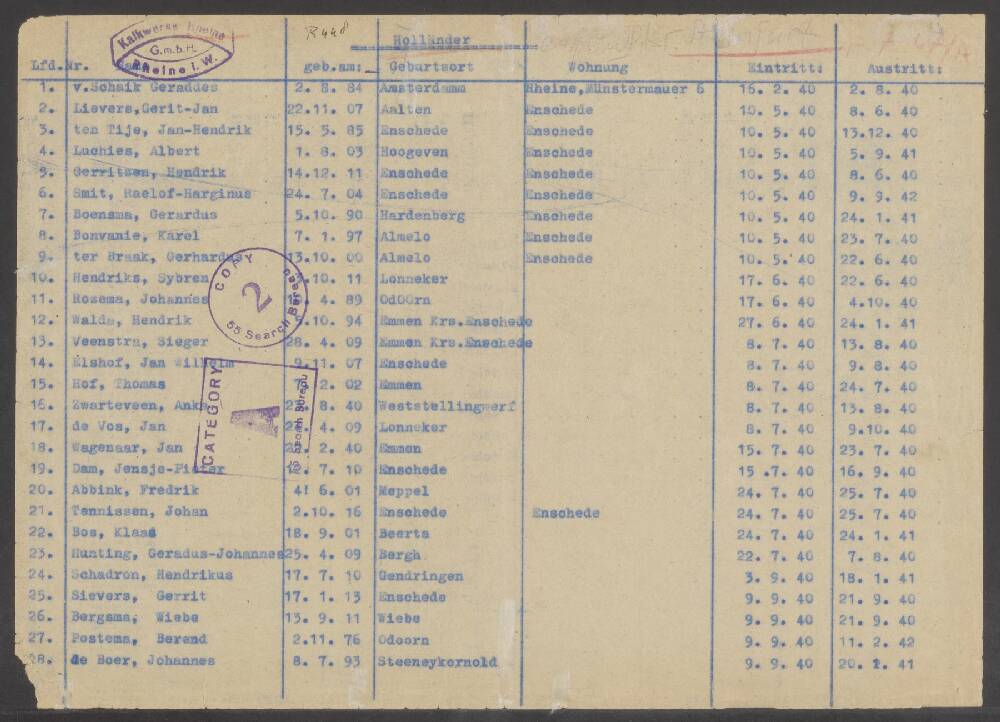 Kalkwerke Rheine
G.m.b.H.
Rheine i.W.
R 448
Holländer
Lfd.Nr. Name geb.am: Geburtsort Wohnung Eintritt: Austritt:
1. v.Schaik Geraddes 2. 8. 84 Amsterdamm Rheine,Münstermauer 6 16. 2. 40 2. 8. 40
2. Lievers,Gerit-Jan 22.11. 07 Aalten Enschede 10. 5. 40 8. 6. 40
3. ten Tije, Jan-Hendrik 15. 5. 85 Enschede Enschede 10. 5. 40 13.12. 40
4. Luchies, Albert 1. 8. 03 Hoogeven Enschede 10. 5. 40 5. 9. 41
5. Gerritsen, Hendrik 14.12. 11 Enschede Enschede 10. 5. 40 8. 6. 40
6. Smit, Raelof-Harginus 24. 7. 04 Enschede Enschede 10. 5. 40 9. 9. 42
7. Boensma, Gerardus 5.10. 90 Hardenberg Enschede 10. 5. 40 24. 1. 41
8. Bonvanie, Karel 7. 1. 97 Almelo Enschede 10. 5. 40 23. 7. 40
9. ter Braak, Gerhardus 13.10. 00 Almelo Enschede 10. 5. 40 22. 6. 40
10. Hendriks, Sybren .10. 11 Lonneker 17. 6. 40 22. 6. 40
11. Rozema, Johannes 4. 89 Odoorn 17. 6. 40 4.10. 40
12. Walda, Hendrik .10. 94 Emmen Krs.Enschede 27. 6. 40 24. 1. 41
13. Veenstra, Sieger 28. 4. 09 Emmen Krs.Enschede 8. 7. 40 13. 8. 40
14. Elshof, Jan Wilhelm 9.11. 07 Enschede 8. 7. 40 9. 8. 40
15. Hof, Thomas 7. 2. 02 Emmen 8. 7. 40 24. 7. 40
16. Zwarteveen, Anke 8. 40 Weststellingwerf 8. 7. 40 13. 8. 40
17. de Vos, Jan 4. 09 Lonneker 8. 7. 40 9.10. 40
18. Wagenaar, Jan 2. 40 Emmen 15. 7. 40 23. 7. 40
19. Dam, Jensje-Pieter 12. 7. 10 Enschede 15 .7. 40 16. 9. 40
20. Abbink, Fredrik 4! 6. 01 Meppel 24. 7. 40 25. 7. 40
21. Tennissen, Johan 2.10. 16 Enschede Enschede 24. 7. 40 25. 7. 40
22. Bos, Klaas 18. 9. 01 Beerta 24. 7. 40 24. 1. 41
23. Hunting, Geradus-Johannes 25. 4. 09 Bergh 22. 7. 40 7. 8. 40
24. Schadron, Hendrikus 17. 7. 10 Gendringen 3. 9. 40 18. 1. 41
25. Sievers, Gerrit 17. 1. 13 Enschede 9. 9. 40 21. 9. 40
26. Bergsma; Wiebe 13. 9. 11 Wiebe 9. 9. 40 21. 9. 40
27. Postema, Berend 2.11. 76 Odoorn 9. 9. 40 11. 2. 42
28. de Boer, Johannes 8. 7. 93 Steeneykernold 9. 9. 40 20. 1. 41
COPY
2
55 Search Bureau
CATEGORY
A
Search Bureau